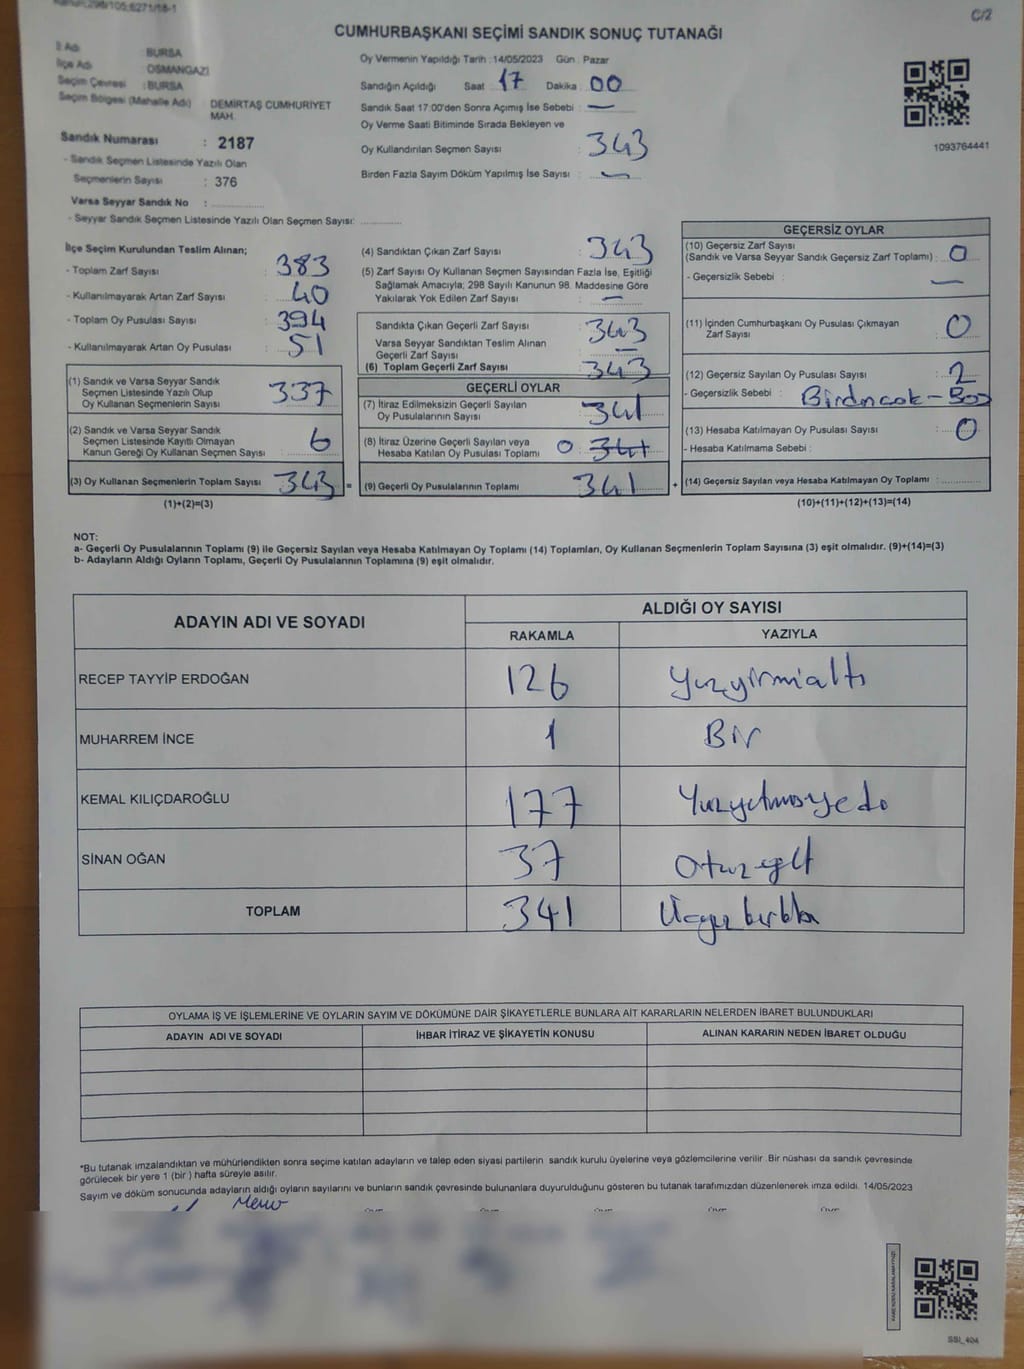 Kanun:298/105;6271/18-1
C/2
CUMHURBAŞKANI SEÇİMİ SANDIK SONUÇ TUTANAĞI
İl Adı : BURSA
İlçe Adı : OSMANGAZİ
Seçim Çevresi : BURSA
Seçim Bölgesi (Mahalle Adı) : DEMİRTAŞ CUMHURİYET MAH.
Sandık Numarası : 2187
- Sandık Seçmen Listesinde Yazılı Olan
Seçmenlerin Sayısı : 376
Varsa Seyyar Sandık No :
- Seyyar Sandık Seçmen Listesinde Yazılı Olan Seçmen Sayısı:
Oy Vermenin Yapıldığı Tarih : 14/05/2023 Gün : Pazar
Sandığın Açıldığı Saat : 17 Dakika : 00
Sandık Saat 17:00'den Sonra Açımış İse Sebebi : —
Oy Verme Saati Bitiminde Sırada Bekleyen ve
Oy Kullandırılan Seçmen Sayısı : 343
Birden Fazla Sayım Döküm Yapılmış İse Sayısı : —
1093764441
İlçe Seçim Kurulundan Teslim Alınan;
- Toplam Zarf Sayısı : 383
- Kullanılmayarak Artan Zarf Sayısı : 40
- Toplam Oy Pusulası Sayısı : 394
- Kullanılmayarak Artan Oy Pusulası : 51
(1) Sandık ve Varsa Seyyar Sandık
Seçmen Listesinde Yazılı Olup
Oy Kullanan Seçmenlerin Sayısı : 337
(2) Sandık ve Varsa Seyyar Sandık
Seçmen Listesinde Kayıtlı Olmayan
Kanun Gereği Oy Kullanan Seçmen Sayısı : 6
(3) Oy Kullanan Seçmenlerin Toplam Sayısı : 343 =
(1)+(2)=(3)
(4) Sandıktan Çıkan Zarf Sayısı : 343
(5) Zarf Sayısı Oy Kullanan Seçmen Sayısından Fazla İse, Eşitliği
Sağlamak Amacıyla; 298 Sayılı Kanunun 98. Maddesine Göre
Yakılarak Yok Edilen Zarf Sayısı : —
Sandıkta Çıkan Geçerli Zarf Sayısı : 343
Varsa Seyyar Sandıktan Teslim Alınan
Geçerli Zarf Sayısı : —
(6) Toplam Geçerli Zarf Sayısı : 343
GEÇERLİ OYLAR
(7) İtiraz Edilmeksizin Geçerli Sayılan
Oy Pusulalarının Sayısı : 341
(8) İtiraz Üzerine Geçerli Sayılan veya
Hesaba Katılan Oy Pusulası Toplamı : 0 341
(9) Geçerli Oy Pusulalarının Toplamı : 341 +
GEÇERSİZ OYLAR
(10) Geçersiz Zarf Sayısı
(Sandık ve Varsa Seyyar Sandık Geçersiz Zarf Toplamı) : 0
- Geçersizlik Sebebi : —
(11) İçinden Cumhurbaşkanı Oy Pusulası Çıkmayan
Zarf Sayısı : 0
(12) Geçersiz Sayılan Oy Pusulası Sayısı : 2
- Geçersizlik Sebebi :
(13) Hesaba Katılmayan Oy Pusulası Sayısı : 0
- Hesaba Katılmama Sebebi :
(14) Geçersiz Sayılan veya Hesaba Katılmayan Oy Toplamı :
(10)+(11)+(12)+(13)=(14)
NOT:
a- Geçerli Oy Pusulalarının Toplamı (9) ile Geçersiz Sayılan veya Hesaba Katılmayan Oy Toplamı (14) Toplamları, Oy Kullanan Seçmenlerin Toplam Sayısına (3) eşit olmalıdır. (9)+(14)=(3)
b- Adayların Aldığı Oyların Toplamı, Geçerli Oy Pusulalarının Toplamına (9) eşit olmalıdır.
ADAYIN ADI VE SOYADI ALDIĞI OY SAYISI
RAKAMLA YAZIYLA
RECEP TAYYİP ERDOĞAN 126 Yüzyirmialtı
MUHARREM İNCE 1 Bir
KEMAL KILIÇDAROĞLU 177 Yüzyetmişyedi
SİNAN OĞAN 37
TOPLAM 341
OYLAMA İŞ VE İŞLEMLERİNE VE OYLARIN SAYIM VE DÖKÜMÜNE DAİR ŞİKAYETLERLE BUNLARA AİT KARARLARIN NELERDEN İBARET BULUNDUKLARI
ADAYIN ADI VE SOYADI İHBAR İTİRAZ VE ŞİKAYETİN KONUSU ALINAN KARARIN NEDEN İBARET OLDUĞU
*Bu tutanak imzalandıktan ve mühürlendikten sonra seçime katılan adayların ve talep eden siyasi partilerin sandık kurulu üyelerine veya gözlemcilerine verilir. Bir nüshası da sandık çevresinde
görülecek bir yere 1 (bir) hafta süreyle asılır.
Sayım ve döküm sonucunda adayların aldığı oyların sayılarını ve bunların sandık çevresinde bulunanlara duyurulduğunu gösteren bu tutanak tarafımızdan düzenlenerek imza edildi. 14/05/2023
SSI_404